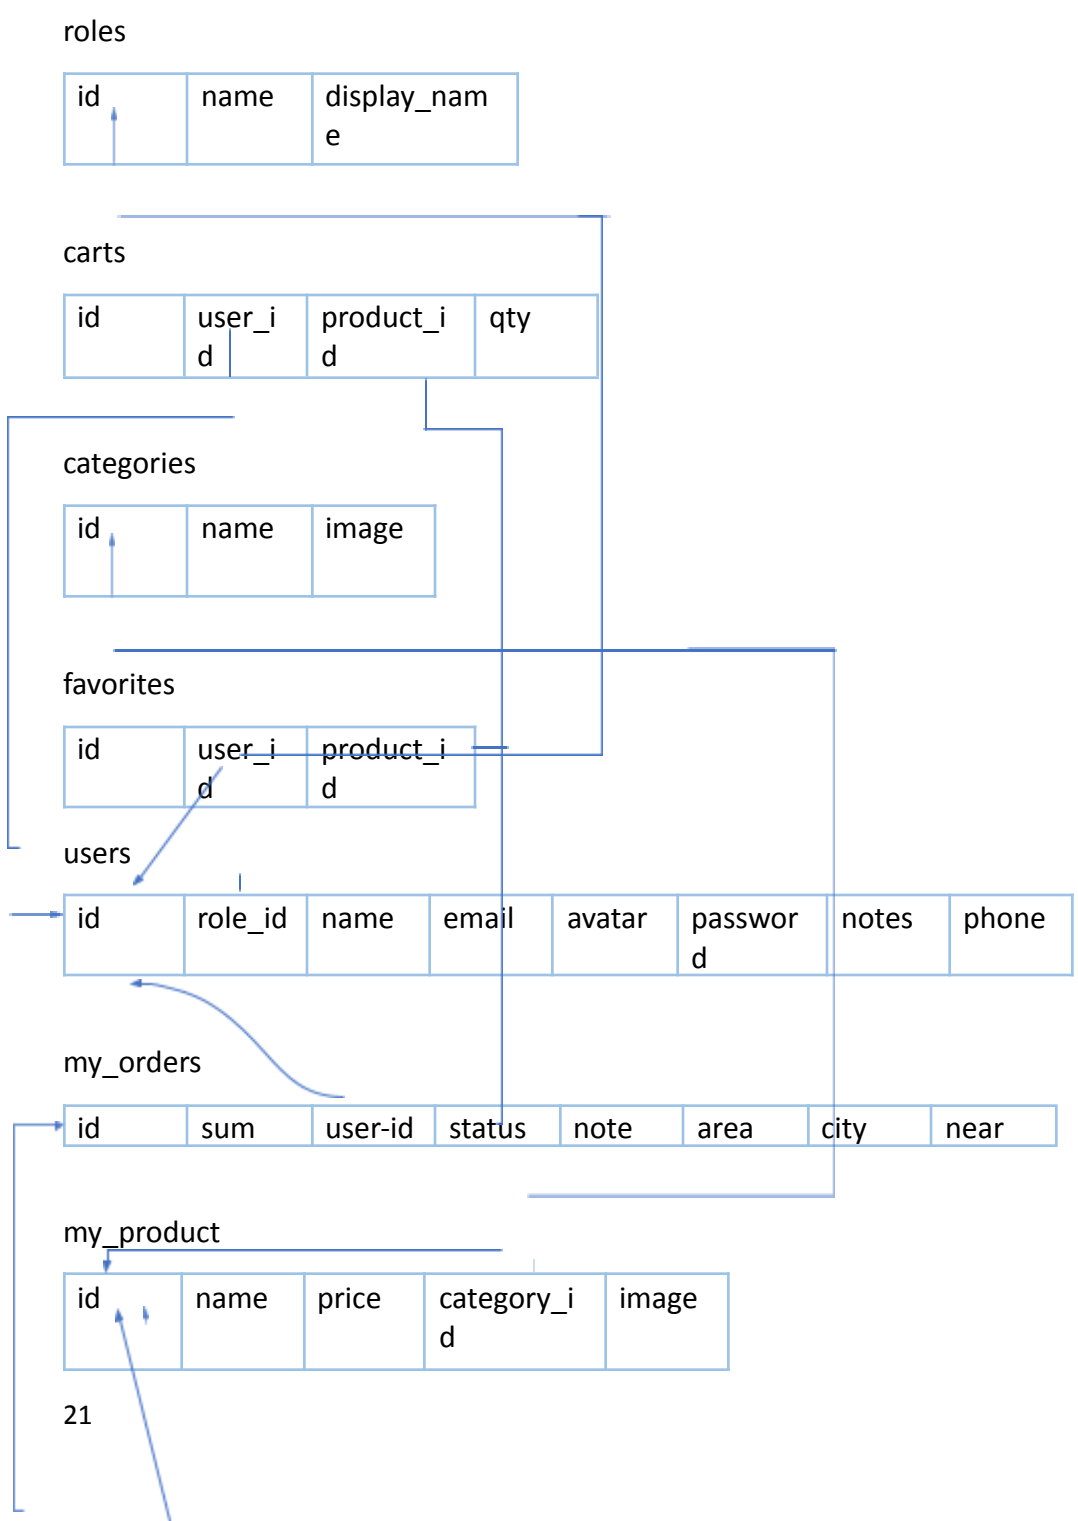 roles
id name display_nam
e
carts
id user_i product_i qty
d d
categories
id name image
favorites
id user_i product_i
d d
users
id role_id name email avatar passwor notes phone
d
my_orders
id sum user-id status note area city near
my_product
id name price category_i image
d
21